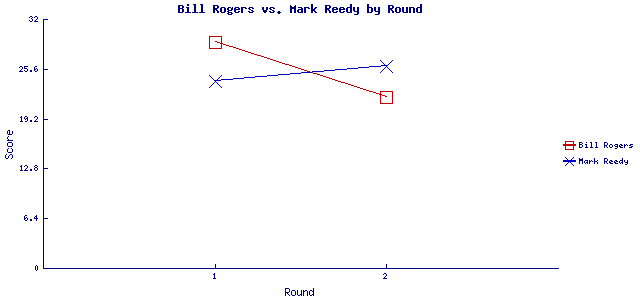 Bill Rogers vs. Mark Reedy by Round
32
25.6
19.2
12.8
6.4
0
Score
1 2
Round
Bill Rogers
Mark Reedy